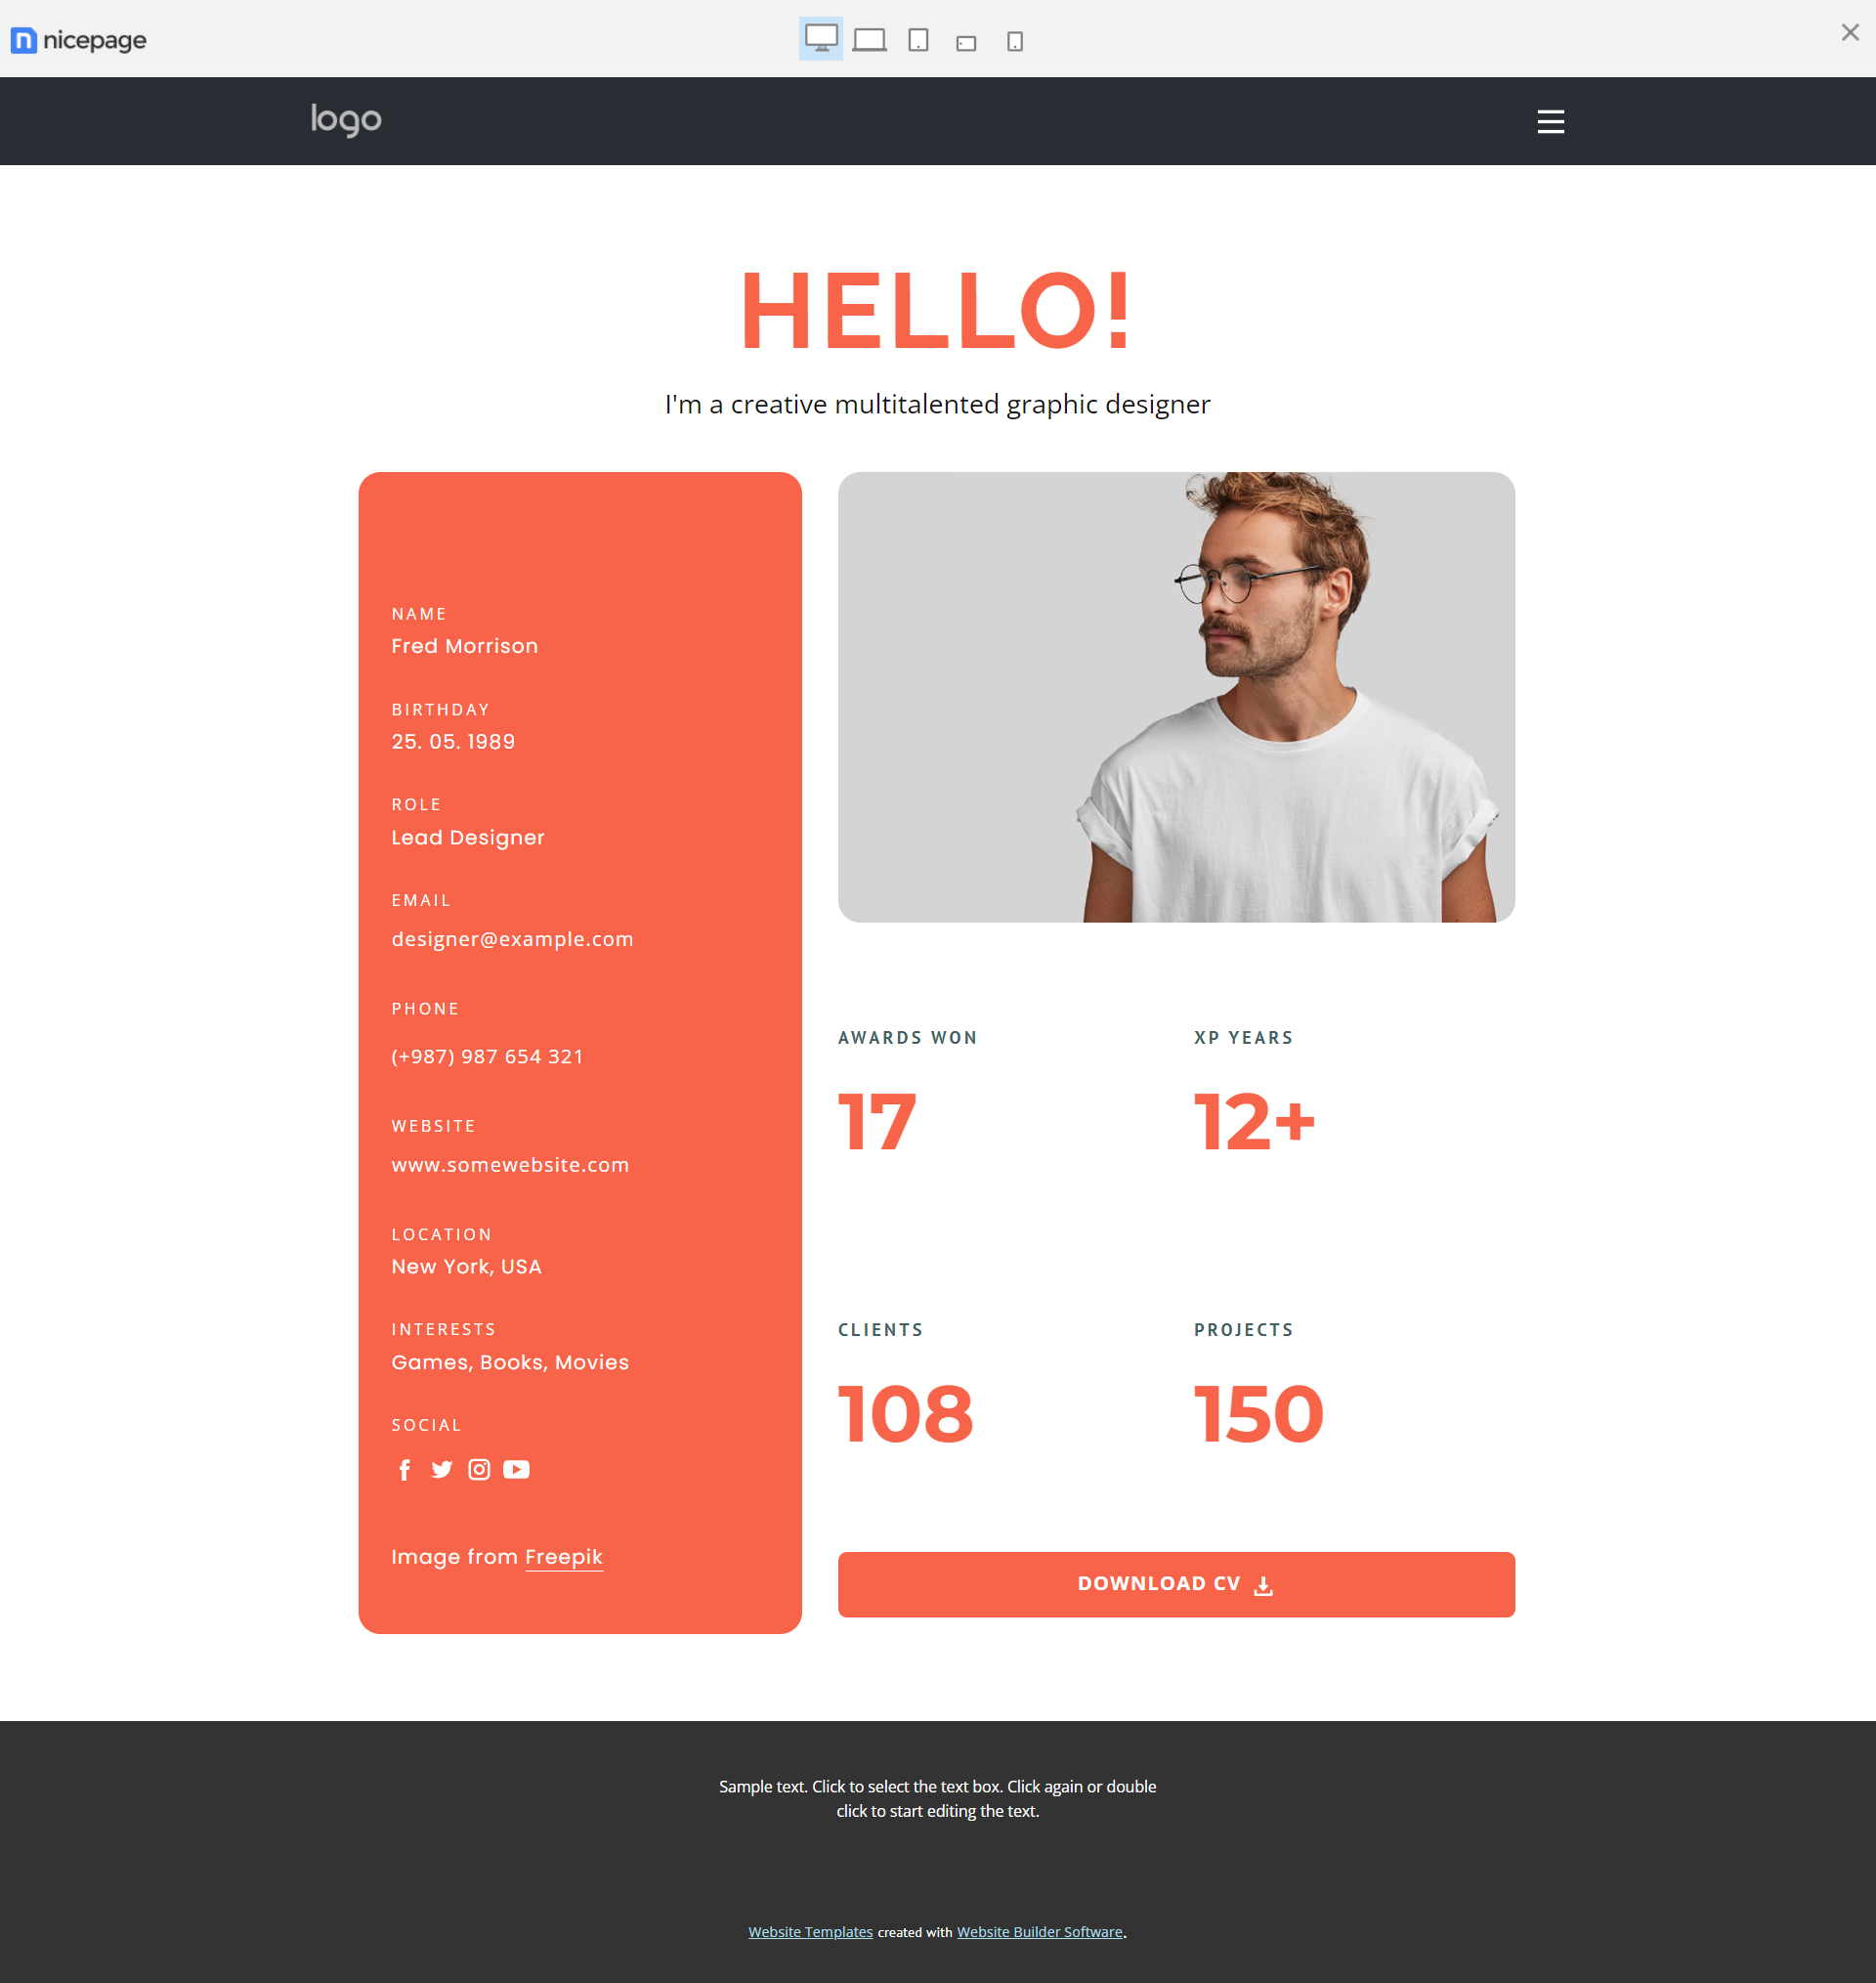 nicepage
logo
HELLO!
I'm a creative multitalented graphic designer
NAME
Fred Morrison
BIRTHDAY
25. 05. 1989
ROLE
Lead Designer
EMAIL
designer@example.com
PHONE
(+987) 987 654 321
WEBSITE
www.somewebsite.com
LOCATION
New York, USA
INTERESTS
Games, Books, Movies
SOCIAL
Image from Freepik
AWARDS WON
17
XP YEARS
12+
CLIENTS
108
PROJECTS
150
DOWNLOAD CV
Sample text. Click to select the text box. Click again or double
click to start editing the text.
Website Templates created with Website Builder Software.